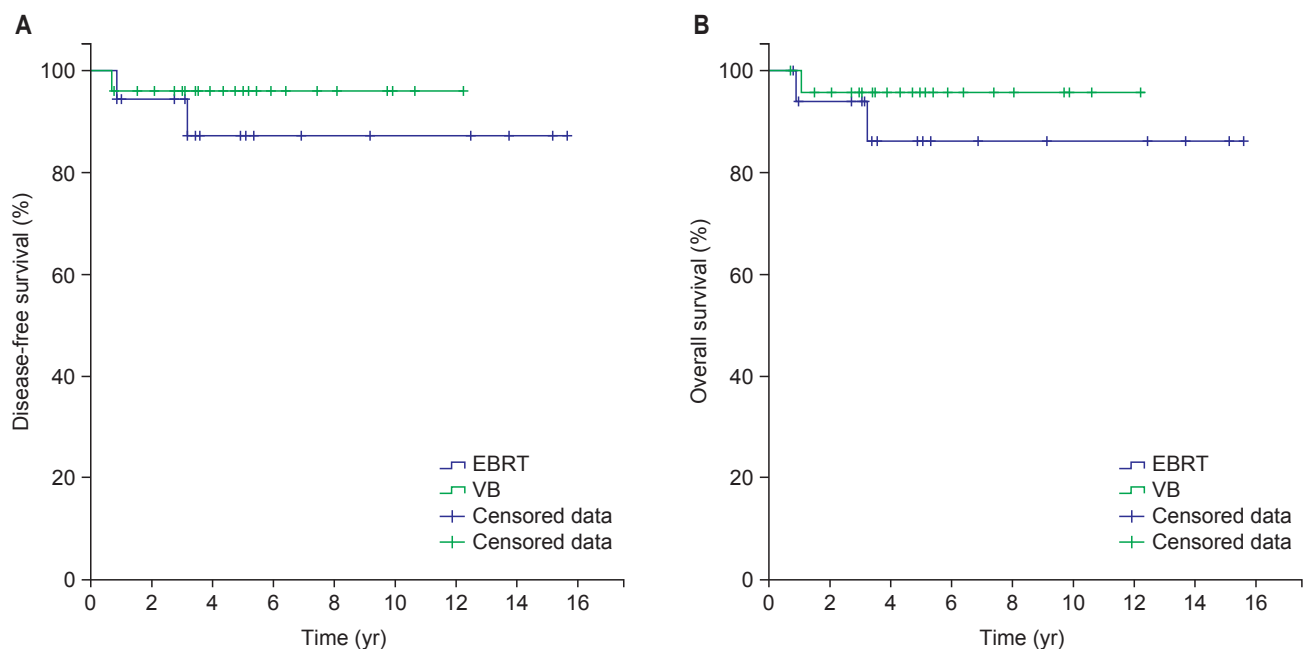 A
Disease-free survival (%)
100
80
60
40
20
0
0 2 4 6 8 10 12 14 16
Time (yr)
EBRT
VB
Censored data
Censored data
B
Overall survival (%)
100
80
60
40
20
0
0 2 4 6 8 10 12 14 16
Time (yr)
EBRT
VB
Censored data
Censored data